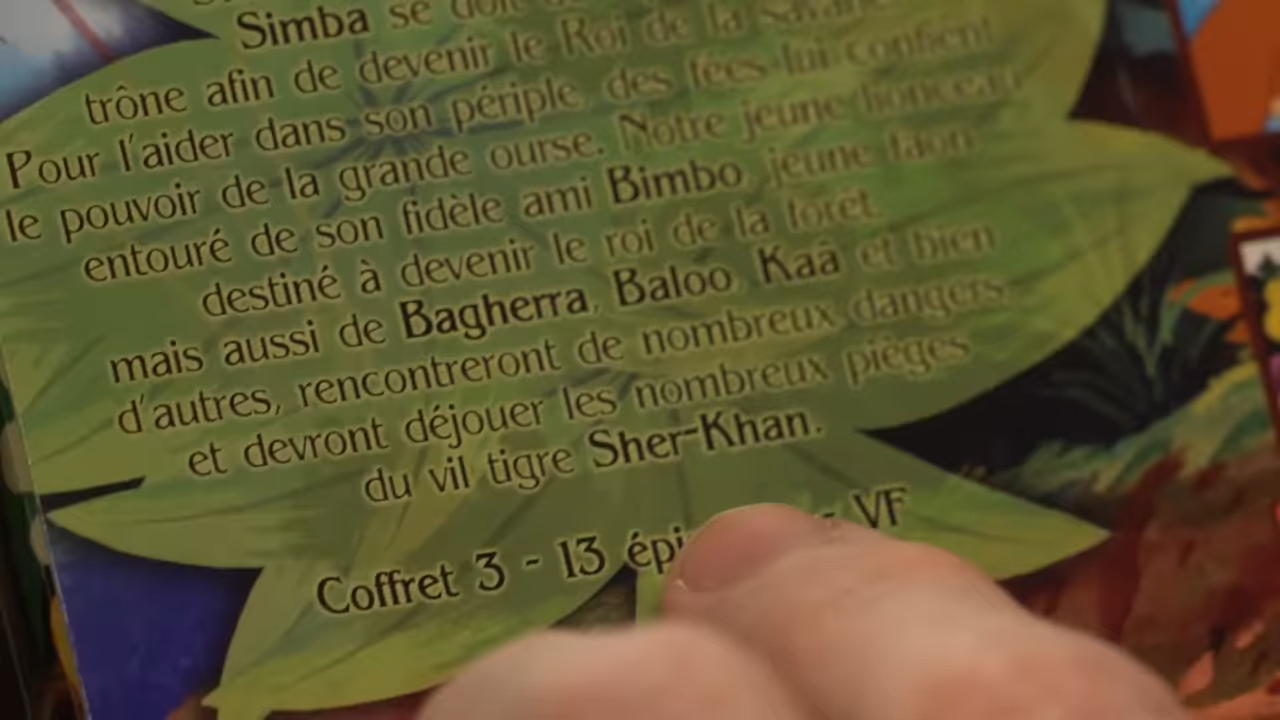 Simba se doit
trône afin de devenir le Roi de la
Pour l'aider dans son périple, des fées lui confient
le pouvoir de la grande ourse. Notre jeune lionceau
entouré de son fidèle ami Bimbo, jeune faon
destiné à devenir le roi de la forêt
mais aussi de Bagherra, Baloo, Kaâ et bien
d'autres, rencontreront de nombreux dangers
et devront déjouer les nombreux pièges
du vil tigre Sher-Khan.
Coffret 3 - 13 - VF